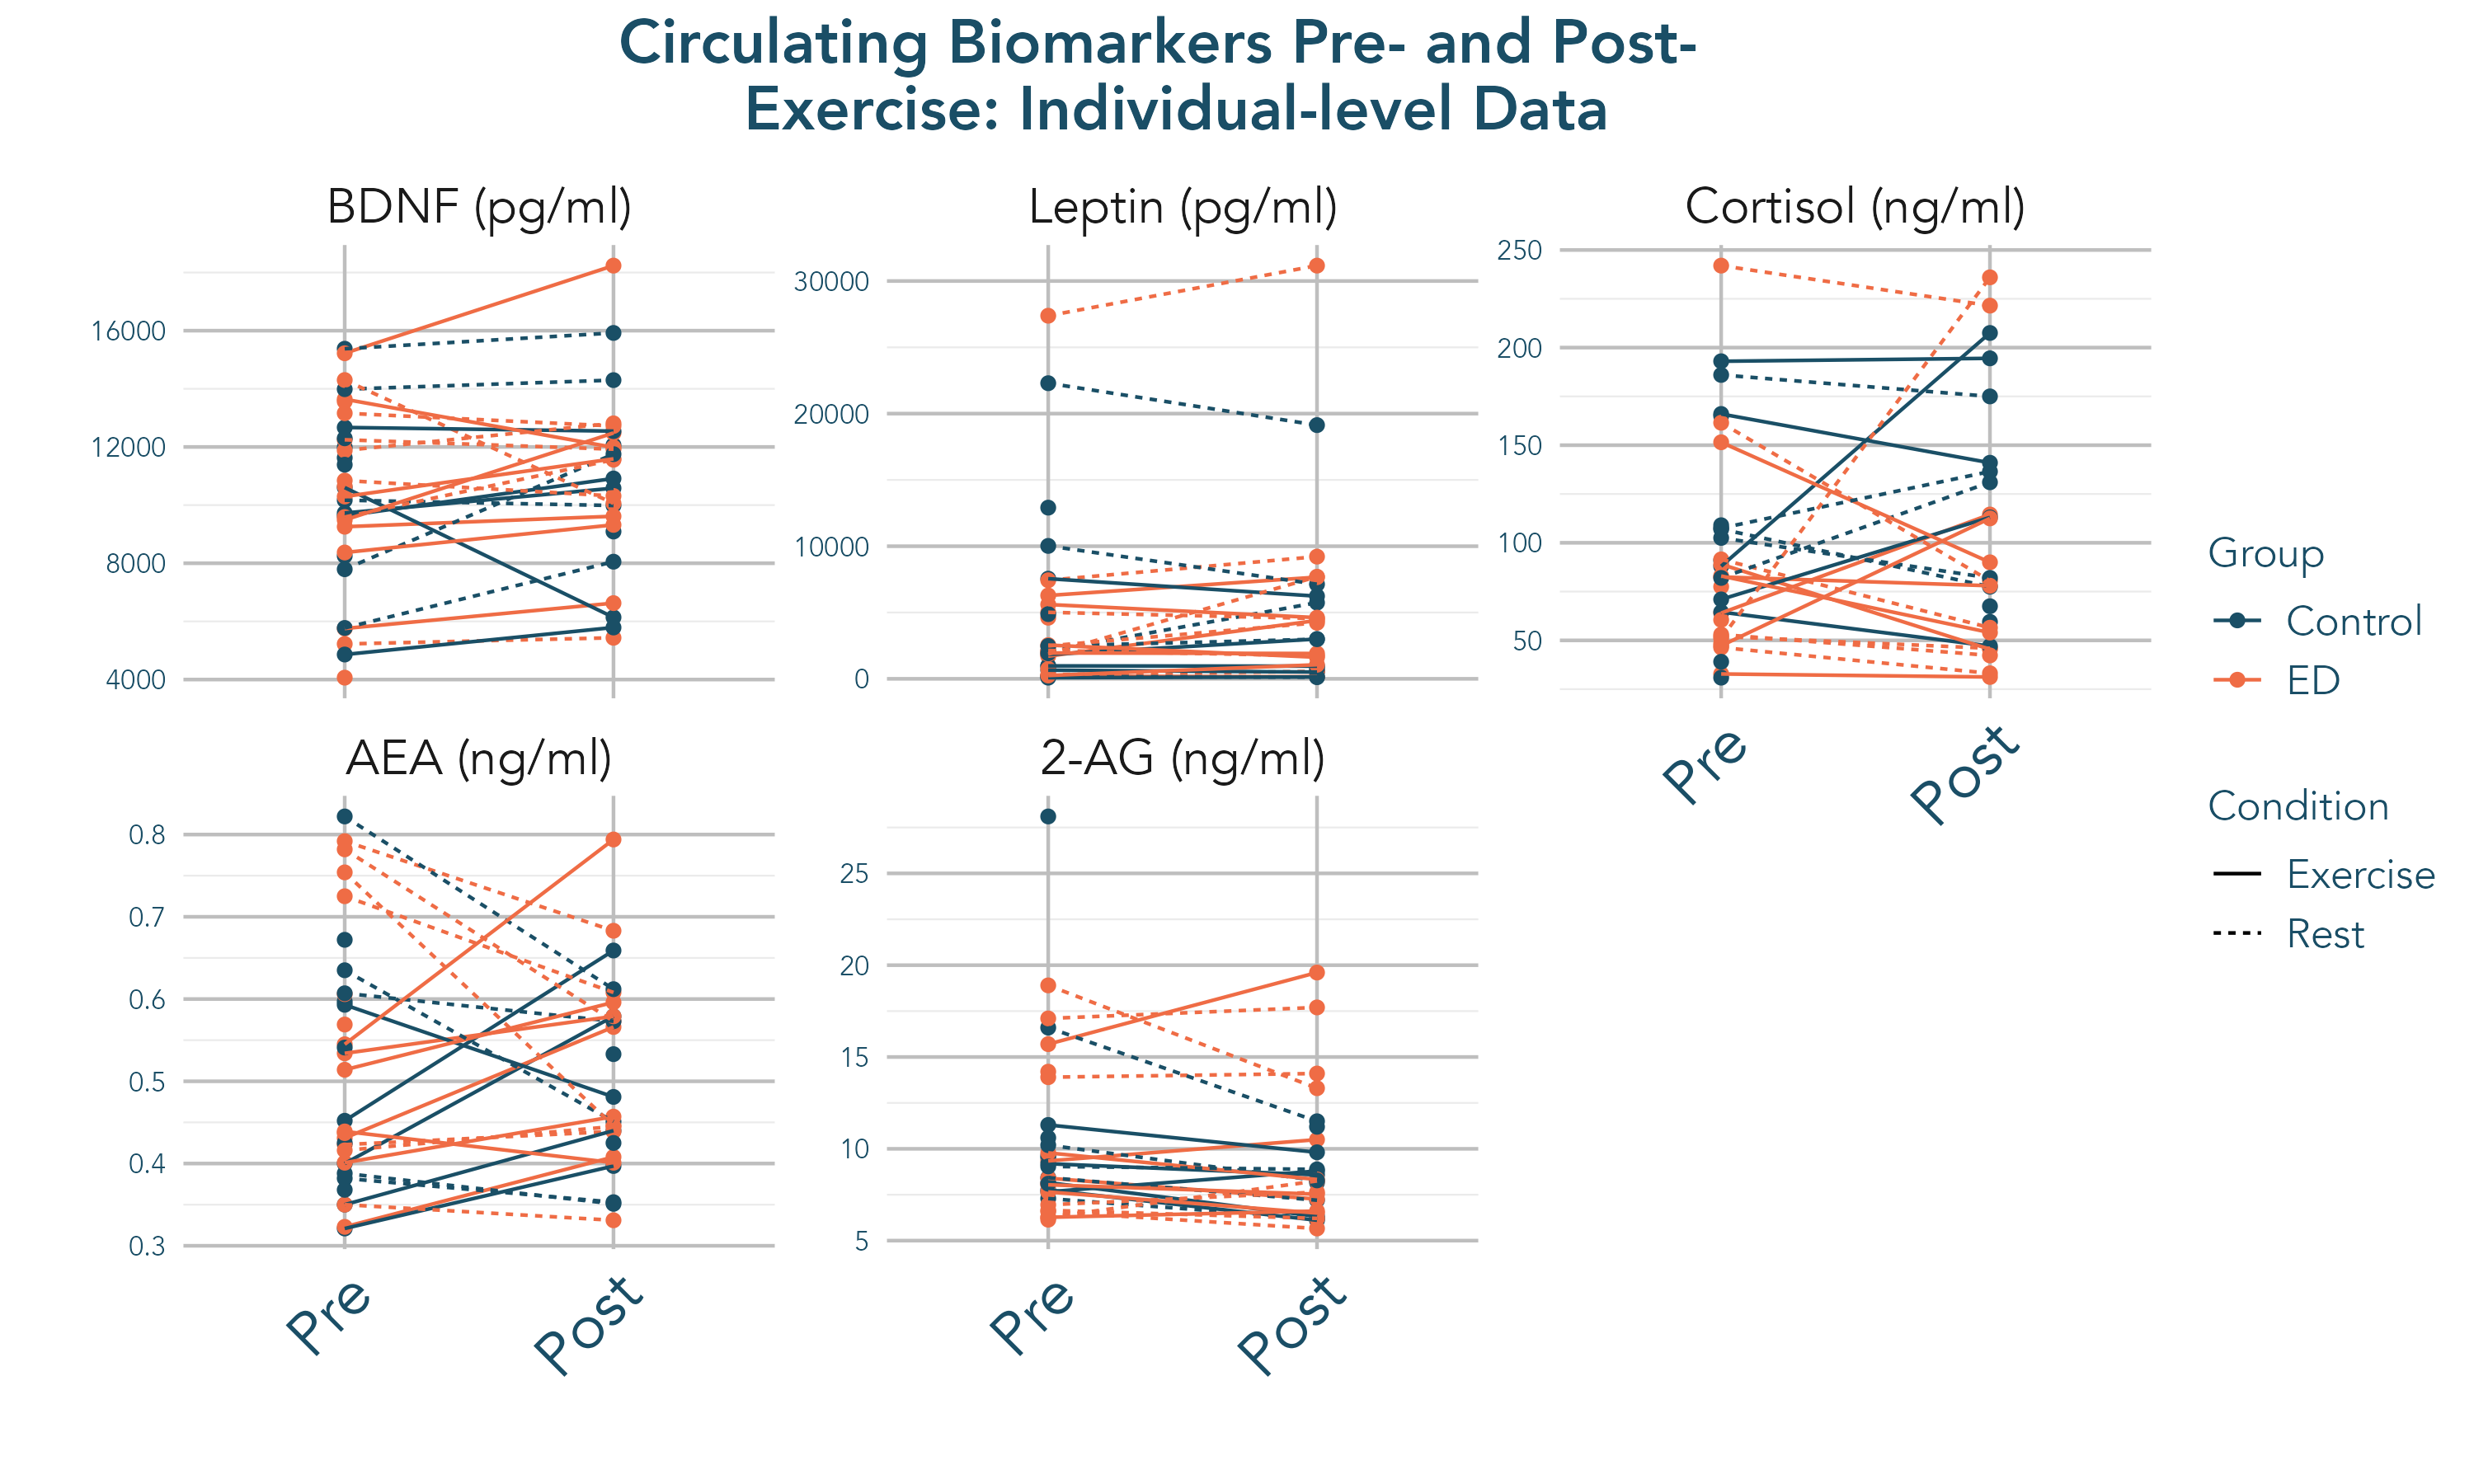 Circulating Biomarkers Pre- and Post-
Exercise: Individual-level Data
BDNF (pg/ml)
16000
12000
8000
4000
Leptin (pg/ml)
30000
20000
10000
0
Cortisol (ng/ml)
250
200
150
100
50
Pre
Post
AEA (ng/ml)
0.8
0.7
0.6
0.5
0.4
0.3
Pre
Post
2-AG (ng/ml)
25
20
15
10
5
Pre
Post
Group
Control
ED
Condition
Exercise
Rest